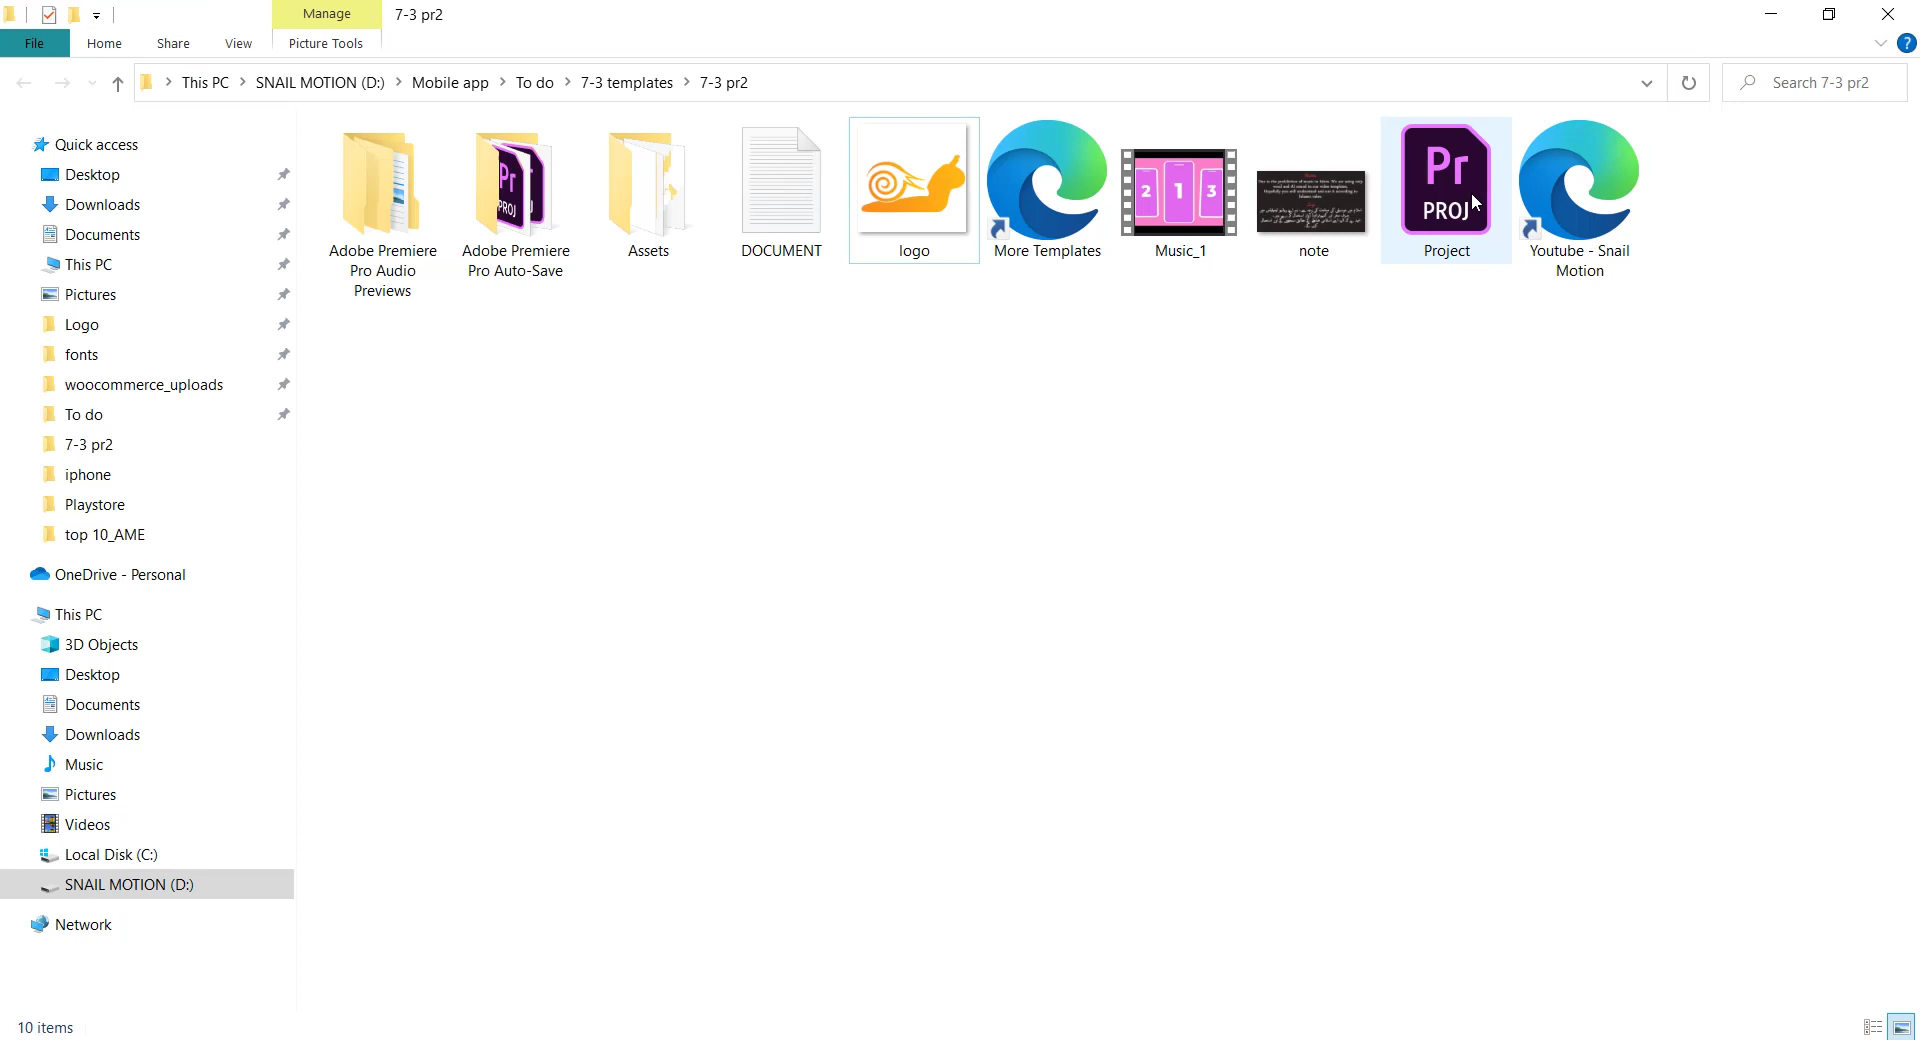 Manage
7-3 pr2
File
Home
Share
View
Picture Tools
This PC > SNAIL MOTION (D:) > Mobile app > To do > 7-3 templates > 7-3 pr2
Search 7-3 pr2
Quick access
Desktop
Downloads
Documents
This PC
Pictures
Logo
fonts
woocommerce_uploads
To do
7-3 pr2
iphone
Playstore
top 10_AME
OneDrive - Personal
This PC
3D Objects
Desktop
Documents
Downloads
Music
Pictures
Videos
Local Disk (C:)
SNAIL MOTION (D:)
Network
Pr
PROJ
2 1 3
Pr
PROJ
Adobe Premiere
Pro Audio
Previews
Adobe Premiere
Pro Auto-Save
Assets
DOCUMENT
logo
More Templates
Music_1
note
Project
Youtube - Snail
Motion
10 items